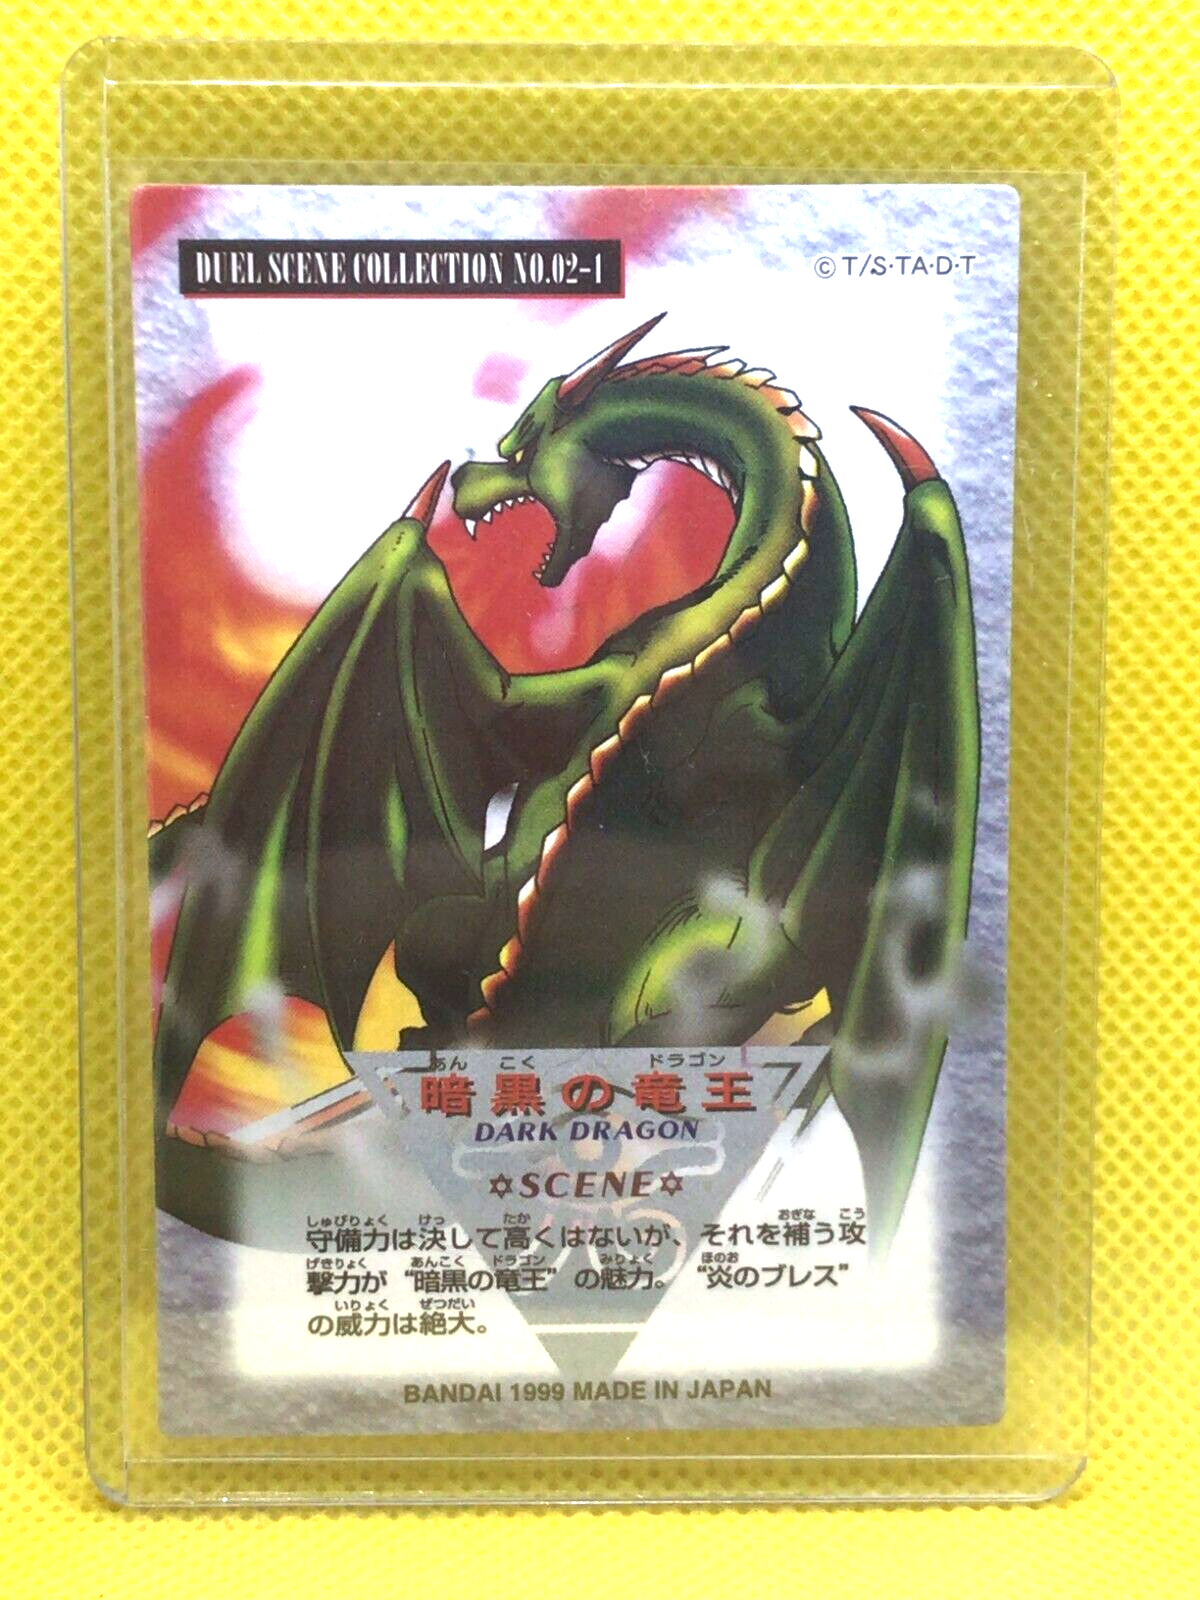 DUEL SCENE COLLECTION NO.02-1
©T/S·TA·D·T
あん こく ドラゴン
暗黒の竜王
DARK DRAGON
✡SCENE✡
しゅびりょく けっ たか おぎな こう
守備力は決して高くはないが、それを補う攻
げきりょく あんこく ドラゴン みりょく ほのお
撃力が“暗黒の竜王”の魅力。“炎のブレス”
いりょく ぜつだい
の威力は絶大。
BANDAI 1999 MADE IN JAPAN